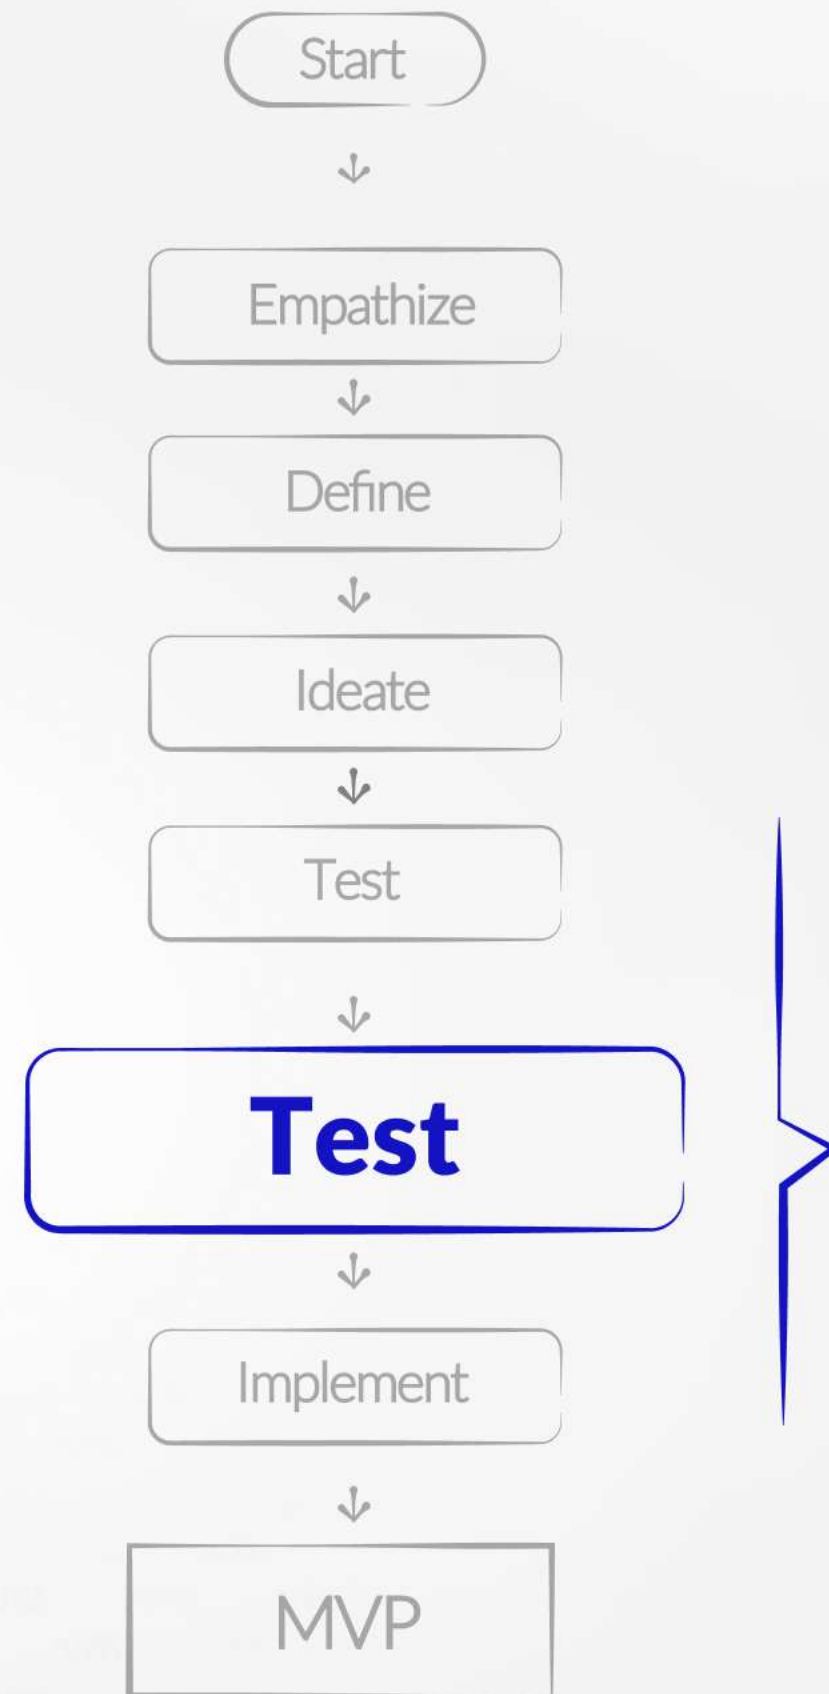 Start
Empathize
Define
Ideate
Test
Test
Implement
MVP